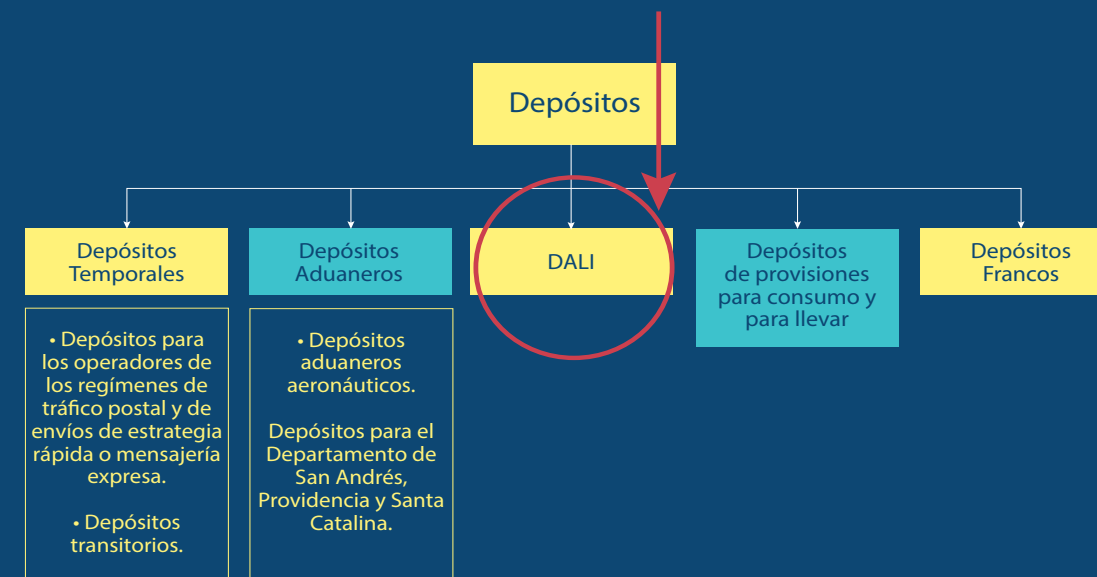 Depósitos
Depósitos
Temporales
Depósitos
Aduaneros
DALI
Depósitos
de provisiones
para consumo y
para llevar
Depósitos
Francos
• Depósitos para
los operadores de
los regímenes de
tráfico postal y de
envíos de estrategia
rápida o mensajería
expresa.
• Depósitos
transitorios.
• Depósitos
aduaneros
aeronáuticos.
Depósitos para el
Departamento de
San Andrés,
Providencia y Santa
Catalina.